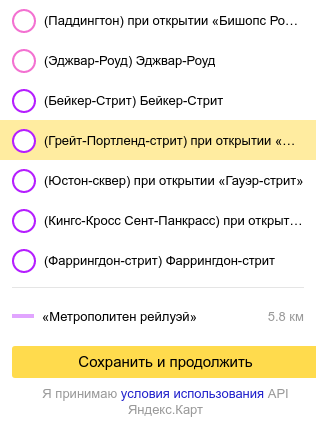 (Паддингтон) при открытии «Бишопс Ро...
(Эджвар-Роуд) Эджвар-Роуд
(Бейкер-Стрит) Бейкер-Стрит
(Грейт-Портленд-стрит) при открытии «...
(Юстон-сквер) при открытии «Гауэр-стрит»
(Кингс-Кросс Сент-Панкрасс) при открыт...
(Фаррингдон-стрит) Фаррингдон-стрит
«Метрополитен рейлуэй» 5.8 км
Сохранить и продолжить
Я принимаю условия использования API
Яндекс.Карт